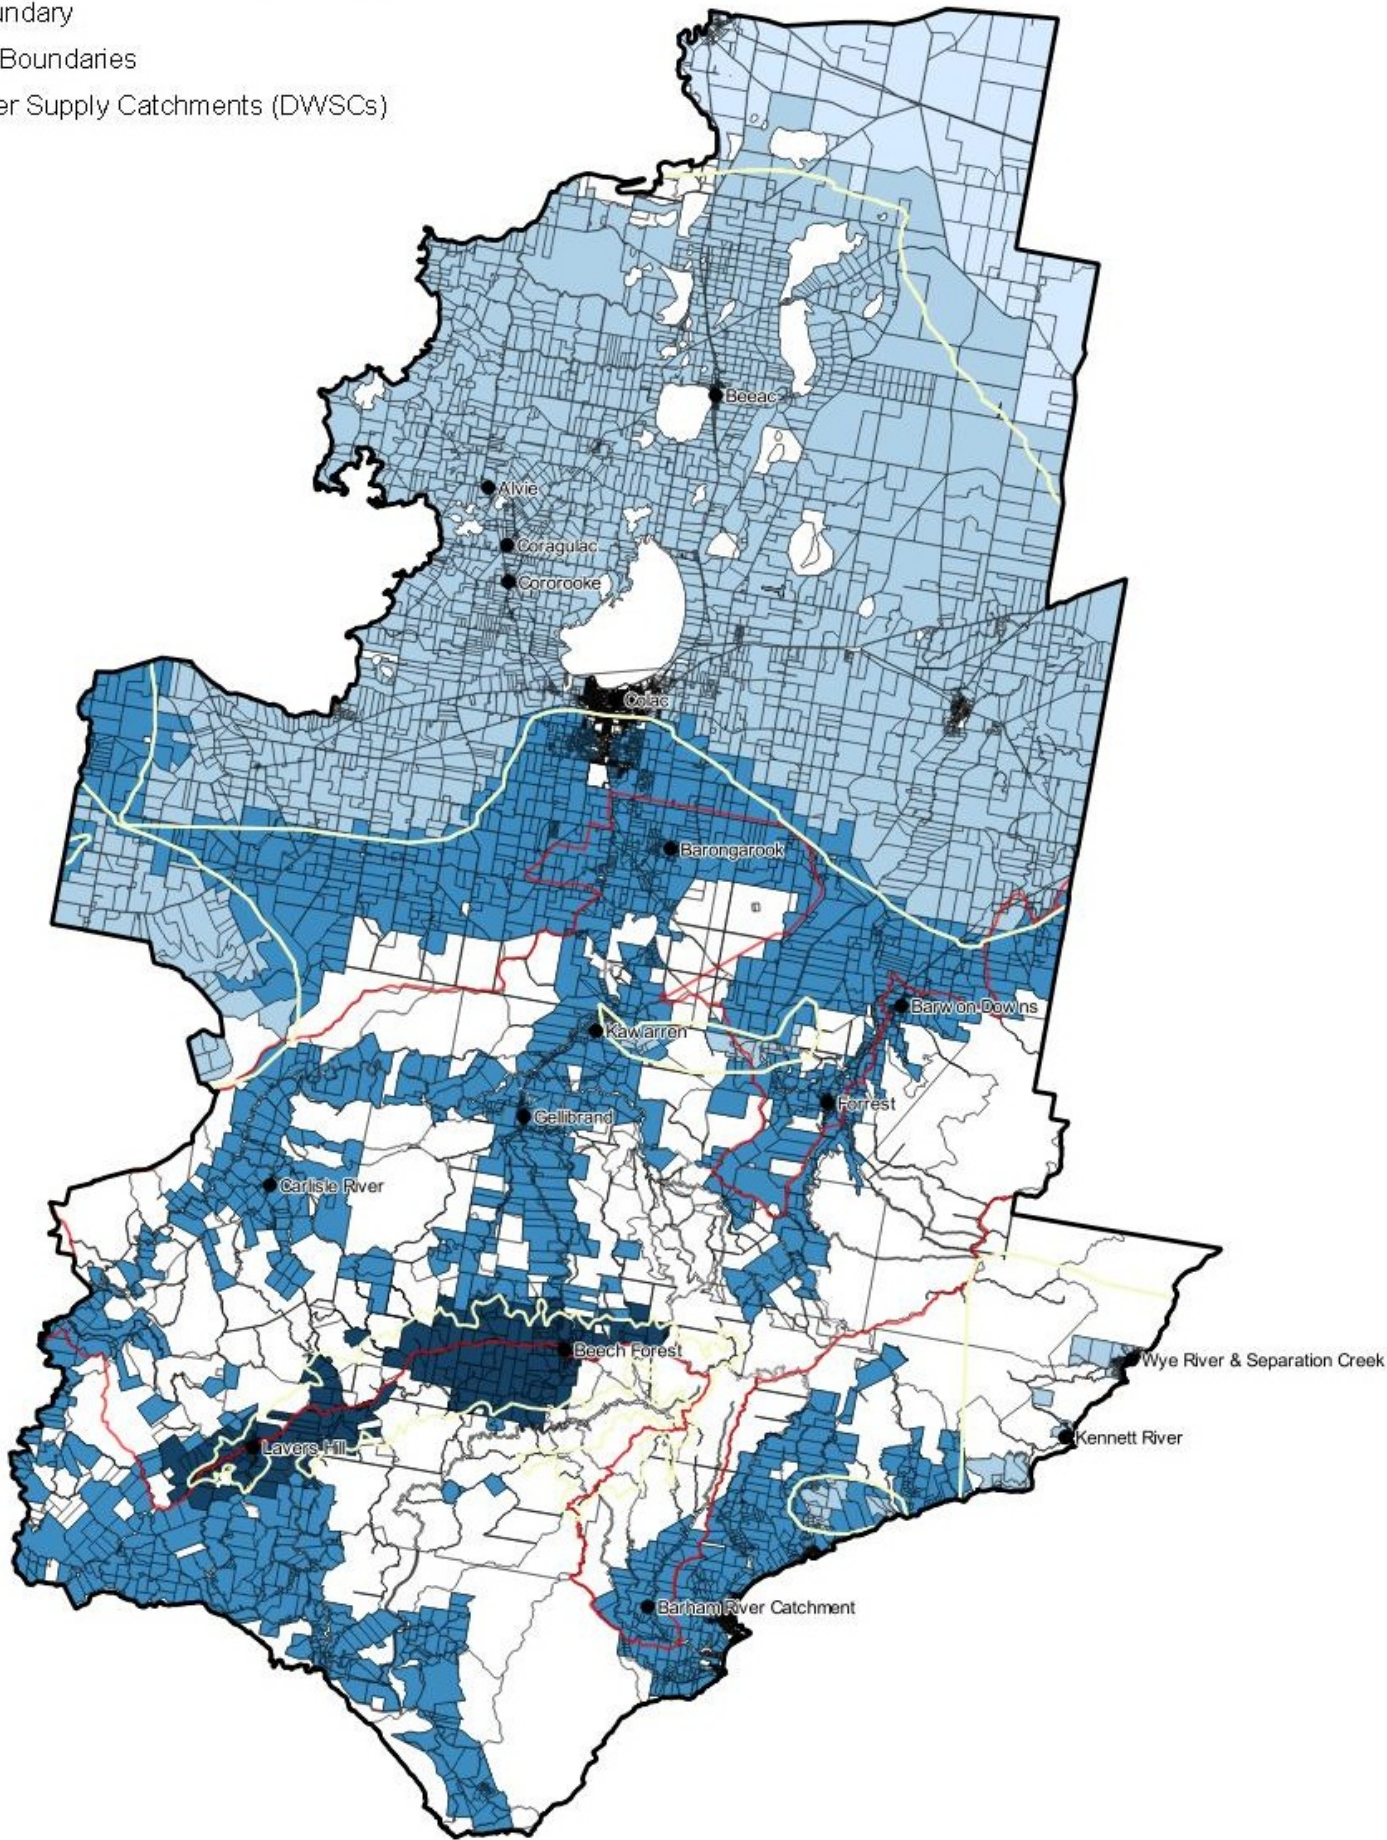 undary
Boundaries
er Supply Catchments (DWSCs)
Beeac
Alvie
Coragulac
Cororooke
Colac
Barongarook
Barwon Downs
Kawarren
Forrest
Gellibrand
Carlisle River
Beech Forest
Wye River & Separation Creek
Kennett River
Lavers Hill
Barham River Catchment